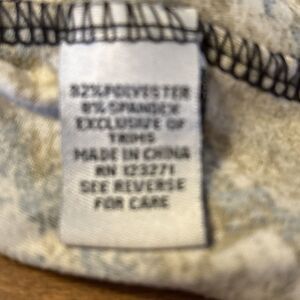 92% POLYESTER
8% SPANDEX
EXCLUSIVE OF
TRIMS
MADE IN CHINA
RN 123271
SEE REVERSE
FOR CARE